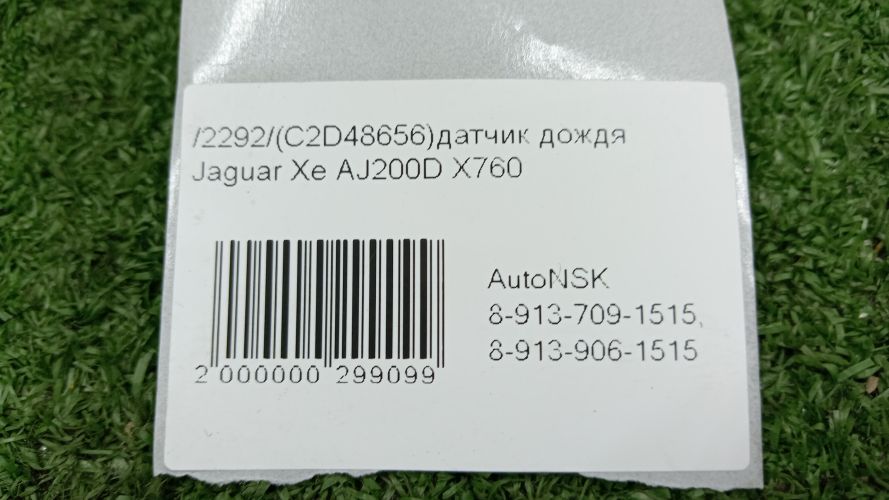 /2292/(C2D48656)датчик дождя
Jaguar Xe AJ200D X760
AutoNSK
8-913-709-1515,
8-913-906-1515
2 000000 299099